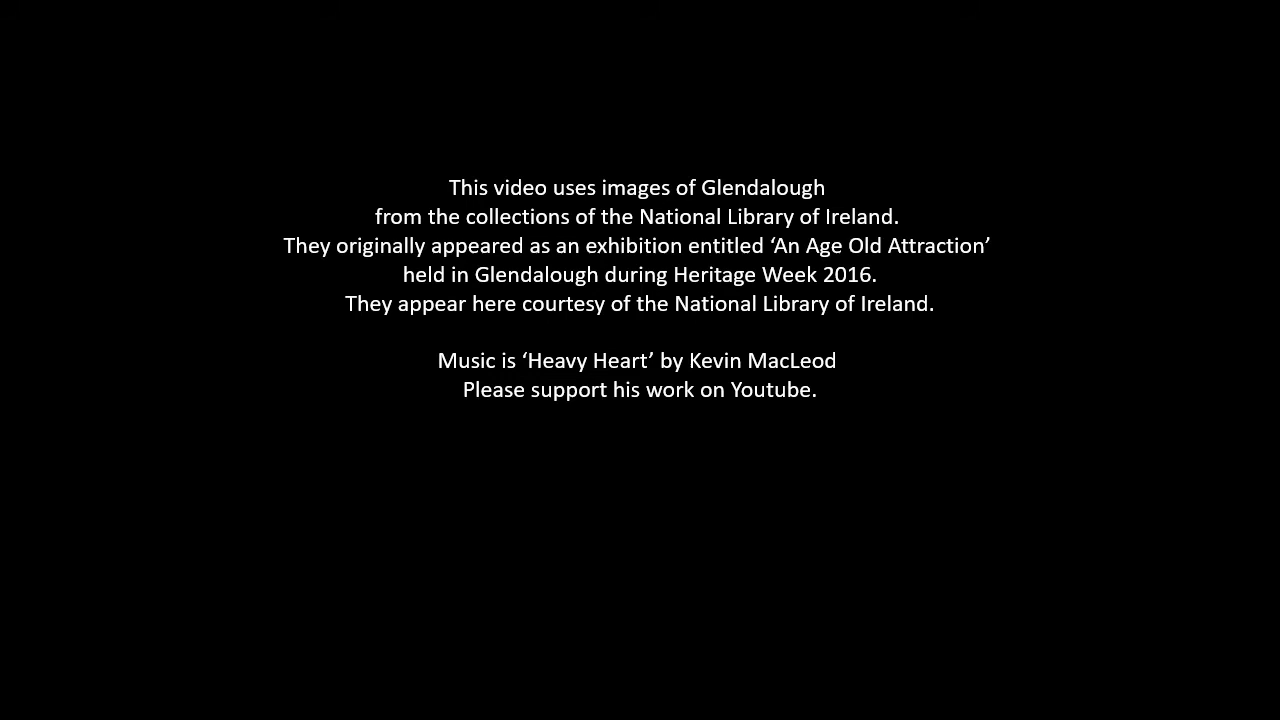 This video uses images of Glendalough
from the collections of the National Library of Ireland.
They originally appeared as an exhibition entitled ‘An Age Old Attraction’
held in Glendalough during Heritage Week 2016.
They appear here courtesy of the National Library of Ireland.
Music is ‘Heavy Heart’ by Kevin MacLeod
Please support his work on Youtube.